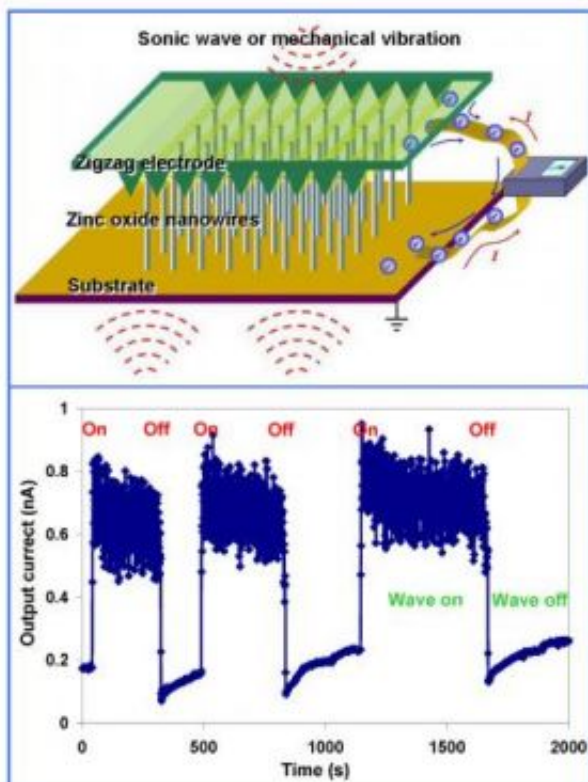 Sonic wave or mechanical vibration
Zigzag electrode
Zinc oxide nanowires
Substrate
I
I
On Off On Off On Off
Wave on Wave off
Output currect (nA)
1
0.8
0.6
0.4
0.2
0
0 500 1000 1500 2000
Time (s)